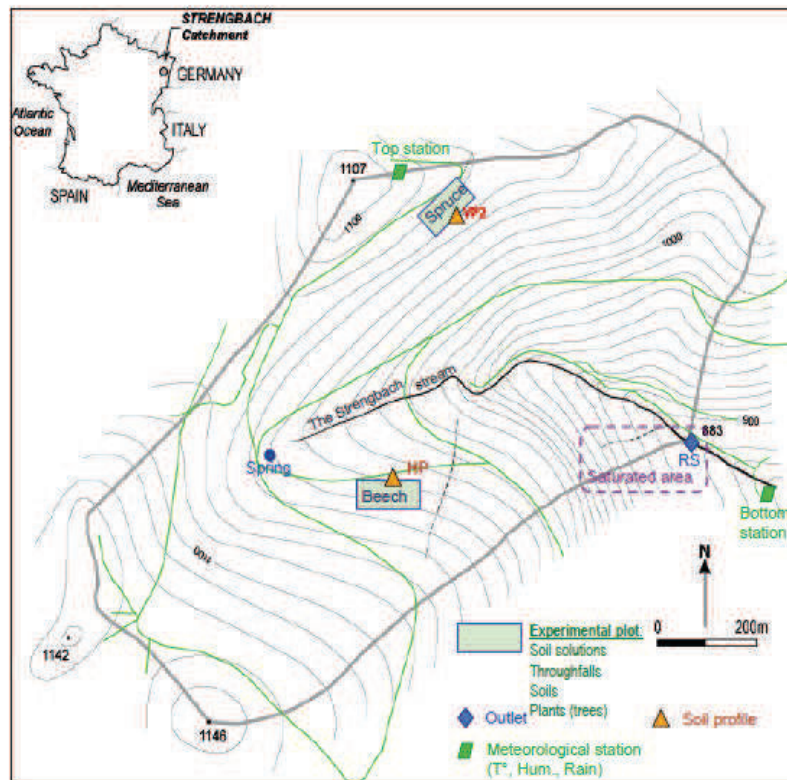 STRENGBACH
Catchment
GERMANY
Atlantic
Ocean
ITALY
SPAIN
Mediterranean
Sea
Top station
1107
1100
Spruce
VP2
1000
The Strengbach stream
900
883
RS
Saturated area
Spring
HP
Beech
Bottom
station
1100
1142
1146
N
0 200m
Experimental plot:
Soil solutions
Throughfalls
Soils
Plants (trees)
Outlet
Soil profile
Meteorological station
(T°, Hum., Rain)